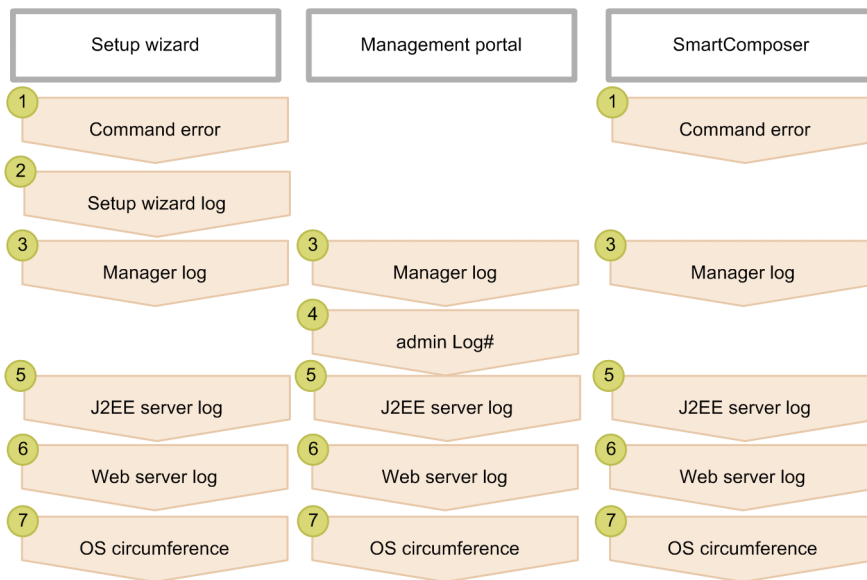 Setup wizard
Management portal
SmartComposer
1
Command error
1
Command error
2
Setup wizard log
3
Manager log
3
Manager log
3
Manager log
4
admin Log#
5
J2EE server log
5
J2EE server log
5
J2EE server log
6
Web server log
6
Web server log
6
Web server log
7
OS circumference
7
OS circumference
7
OS circumference